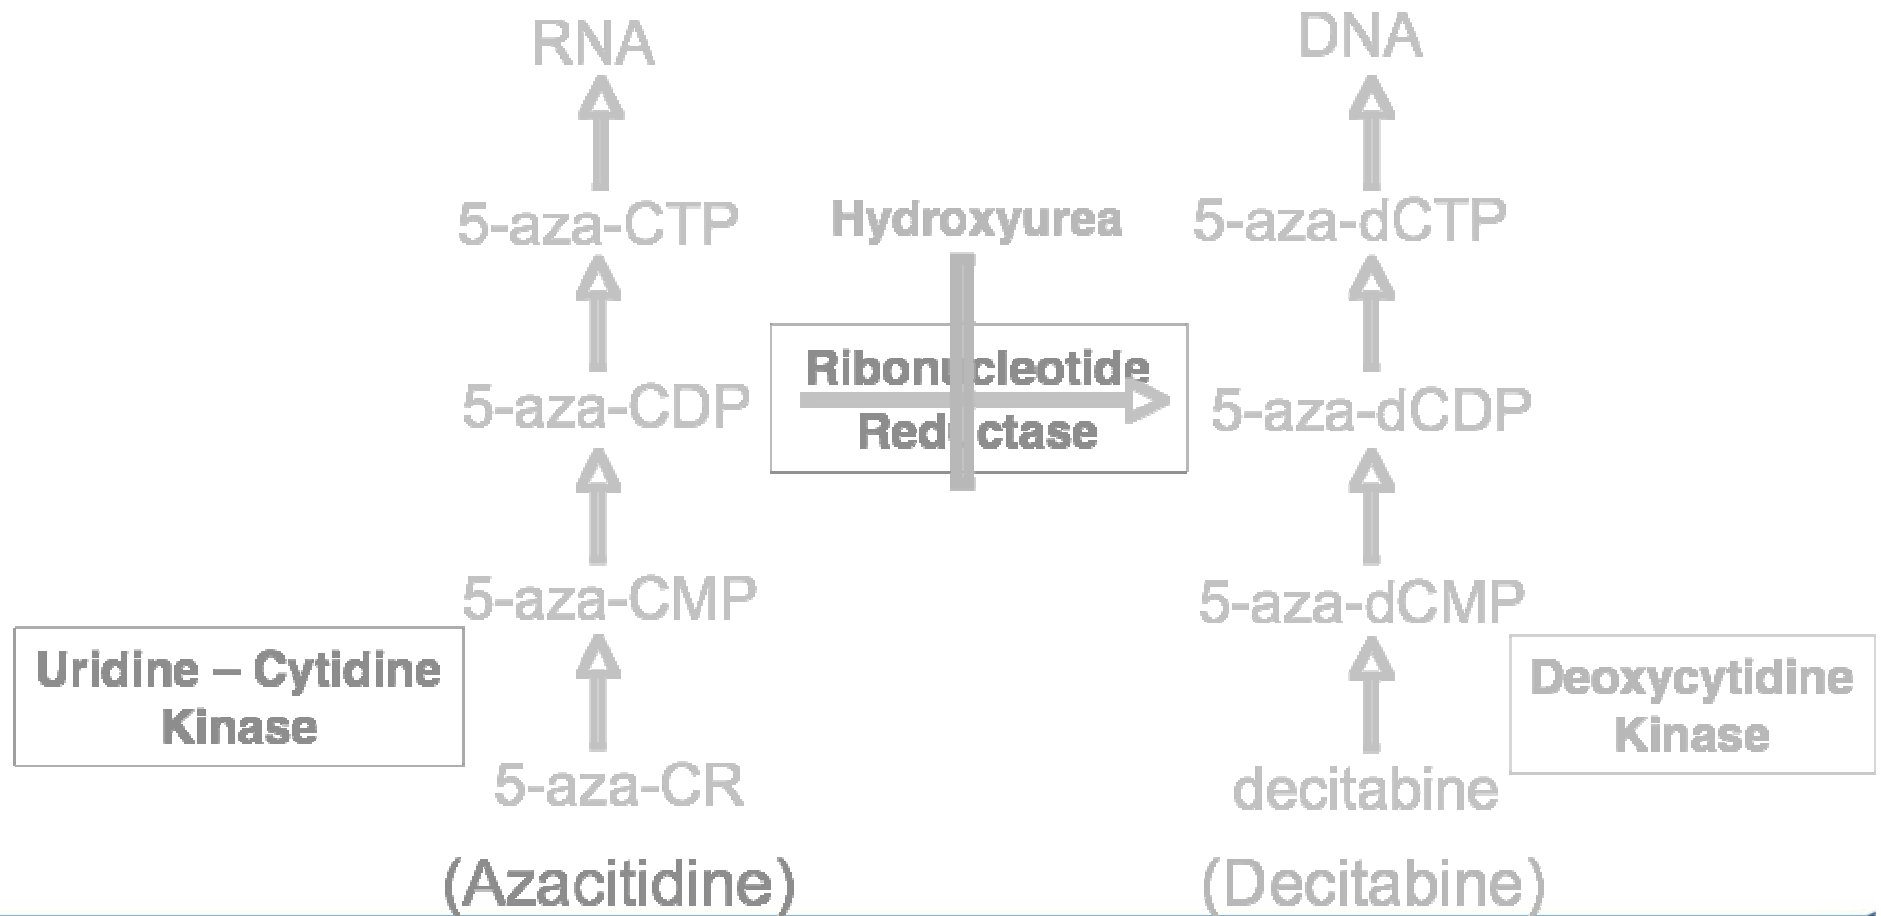 RNA
DNA
5-aza-CTP
Hydroxyurea
5-aza-dCTP
Ribonucleotide
Reductase
5-aza-CDP
5-aza-dCDP
5-aza-CMP
5-aza-dCMP
Uridine – Cytidine
Kinase
Deoxycytidine
Kinase
5-aza-CR
decitabine
(Azacitidine)
(Decitabine)